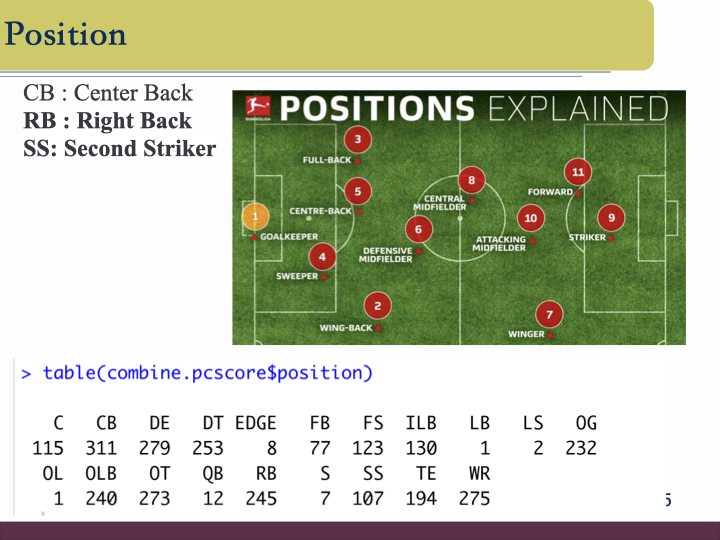 Position
CB : Center Back
RB : Right Back
SS: Second Striker
BUNDESLIGA
POSITIONS EXPLAINED
3
FULL-BACK
11
8
FORWARD
5
CENTRE-BACK
CENTRAL
MIDFIELDER
1
GOALKEEPER
6
10
9
DEFENSIVE
MIDFIELDER
ATTACKING
MIDFIELDER
STRIKER
4
SWEEPER
2
WING-BACK
7
WINGER
> table(combine.pcscore$position)
C CB DE DT EDGE FB FS ILB LB LS OG
115 311 279 253 8 77 123 130 1 2 232
OL OLB OT QB RB S SS TE WR
1 240 273 12 245 7 107 194 275
5